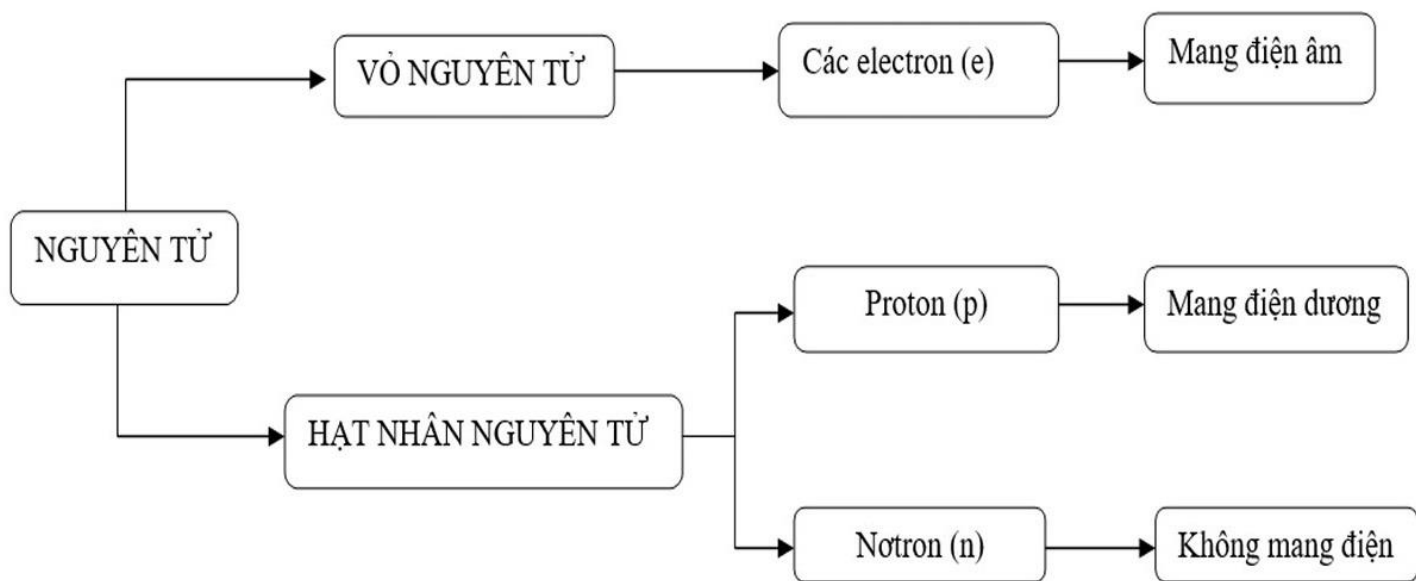 VỎ NGUYÊN TỬ
Các electron (e)
Mang điện âm
NGUYÊN TỬ
Proton (p)
Mang điện dương
HẠT NHÂN NGUYÊN TỬ
Nơtron (n)
Không mang điện